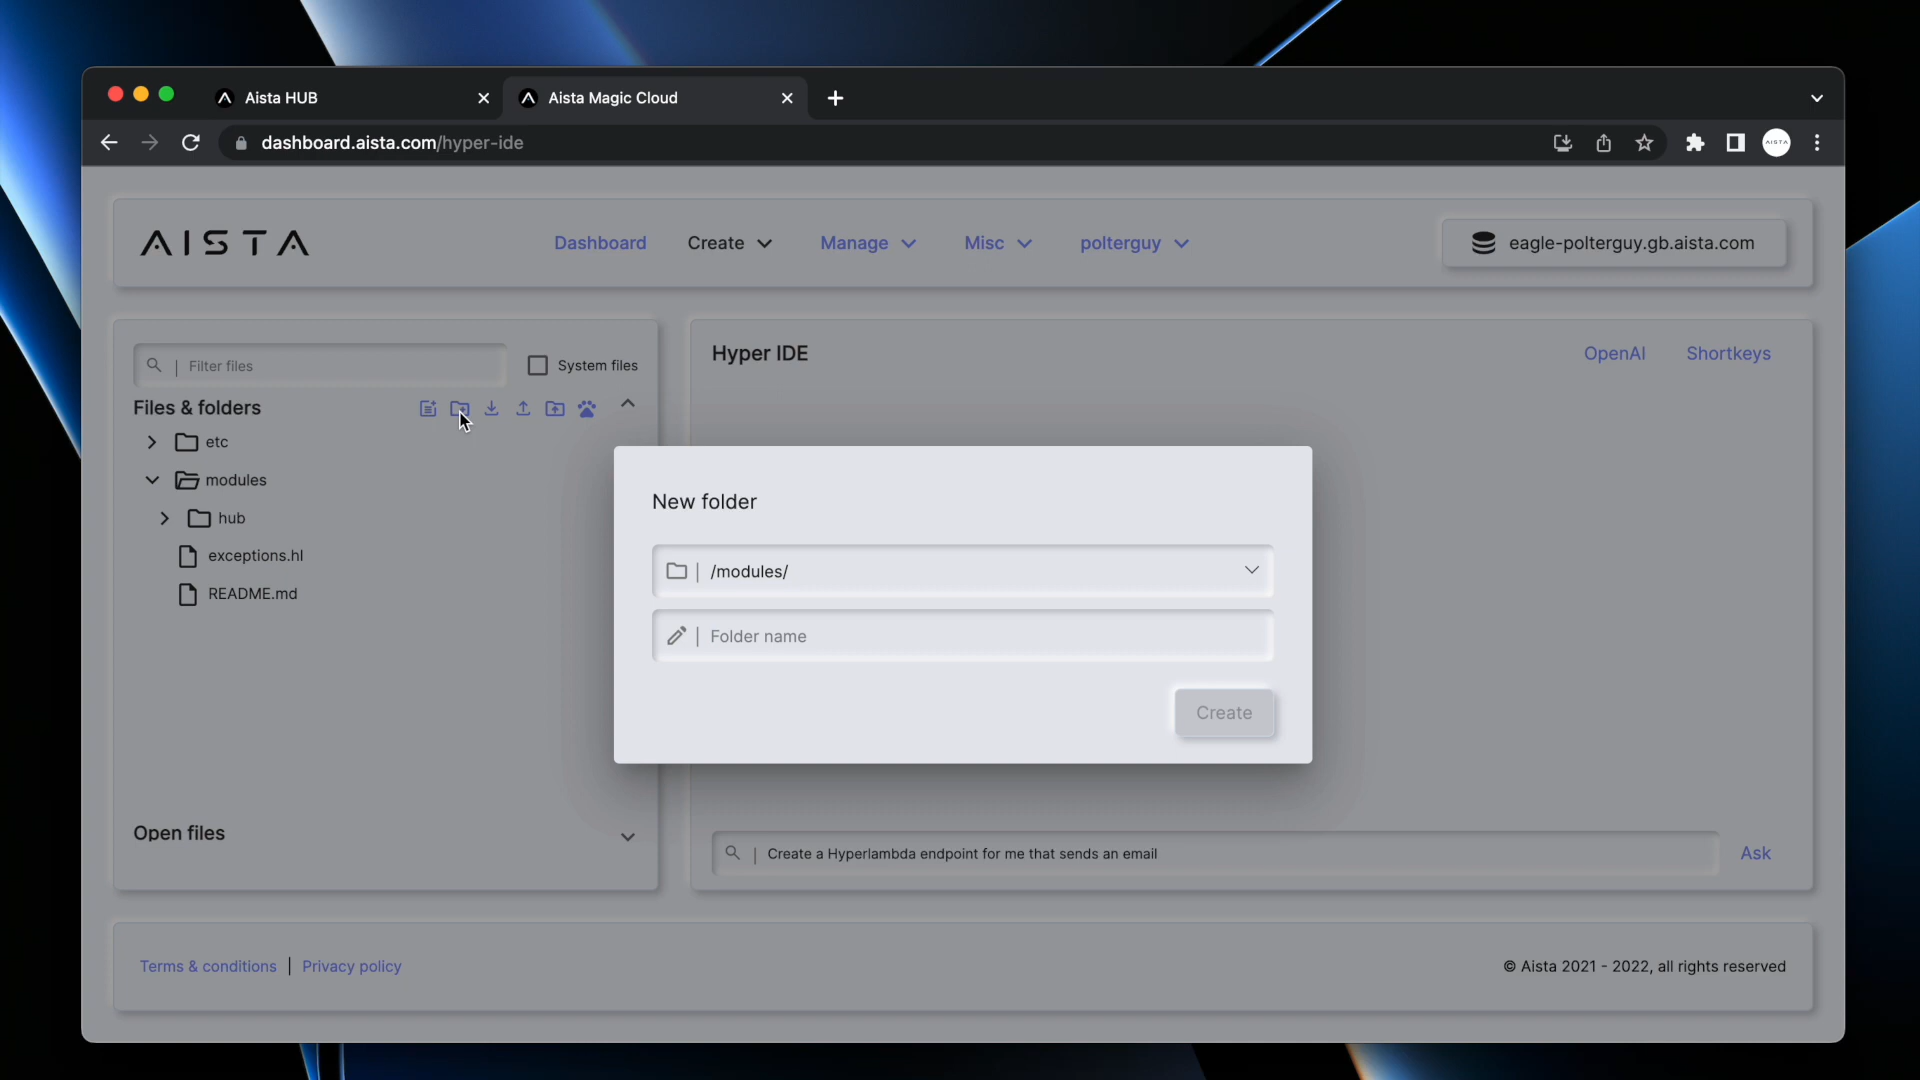 Aista HUB
Aista Magic Cloud
dashboard.aista.com/hyper-ide
AISTA
AISTA
Dashboard
Create
Manage
Misc
polterguy
eagle-polterguy.gb.aista.com
Filter files
System files
Files & folders
etc
modules
hub
exceptions.hl
README.md
Open files
Hyper IDE
OpenAI
Shortkeys
New folder
/modules/
Folder name
Create
Create a Hyperlambda endpoint for me that sends an email
Ask
Terms & conditions
Privacy policy
© Aista 2021 - 2022, all rights reserved